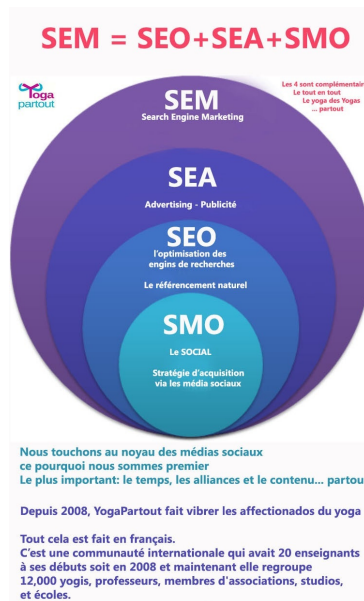 SEM = SEO+SEA+SMO
Yoga
partout
Les 4 sont complémentair
Le tout en tout
Le yoga des Yogas
... partout
SEM
Search Engine Marketing
SEA
Advertising - Publicité
SEO
l'optimisation des
engins de recherches
Le référencement naturel
SMO
Le SOCIAL
Stratégie d'acquisition
via les média sociaux
Nous touchons au noyau des médias sociaux
ce pourquoi nous sommes premier
Le plus important: le temps, les alliances et le contenu... partou
Depuis 2008, YogaPartout fait vibrer les affectionados du yoga
Tout cela est fait en français.
C'est une communauté internationale qui avait 20 enseignants
à ses débuts soit en 2008 et maintenant elle regroupe
12,000 yogis, professeurs, membres d'associations, studios,
et écoles.